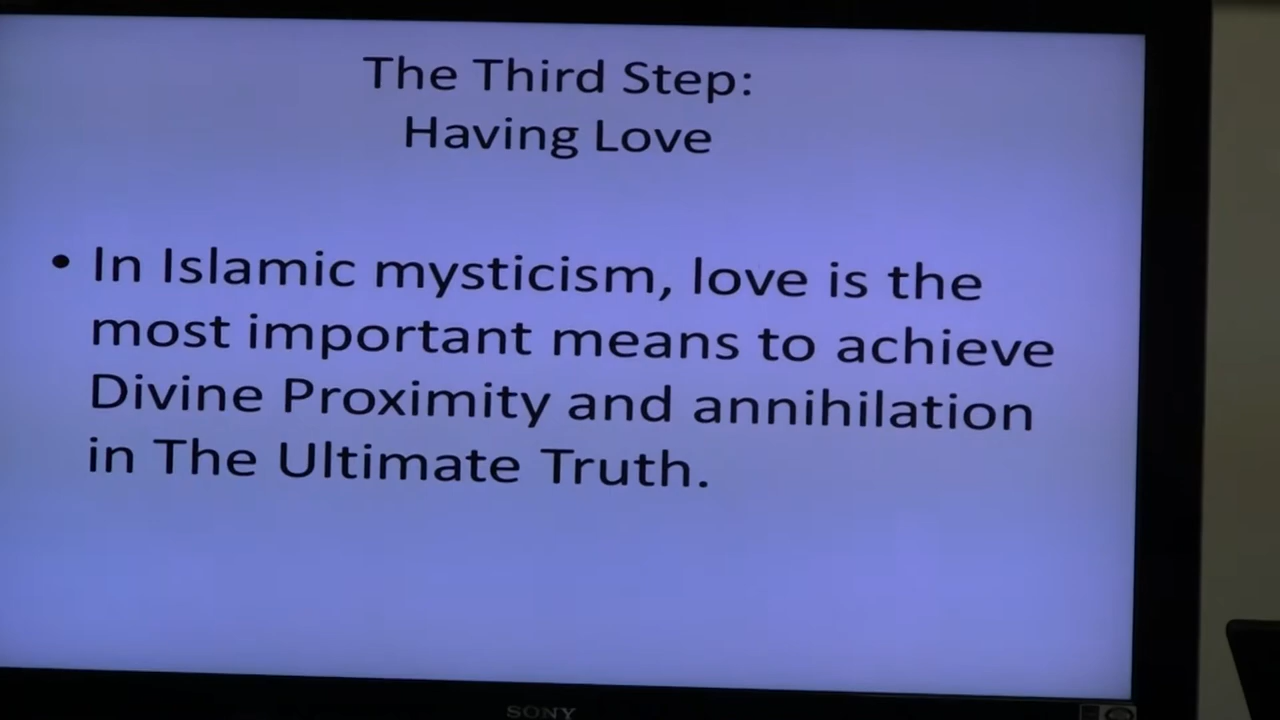 The Third Step:
Having Love
• In Islamic mysticism, love is the
most important means to achieve
Divine Proximity and annihilation
in The Ultimate Truth.
SONY